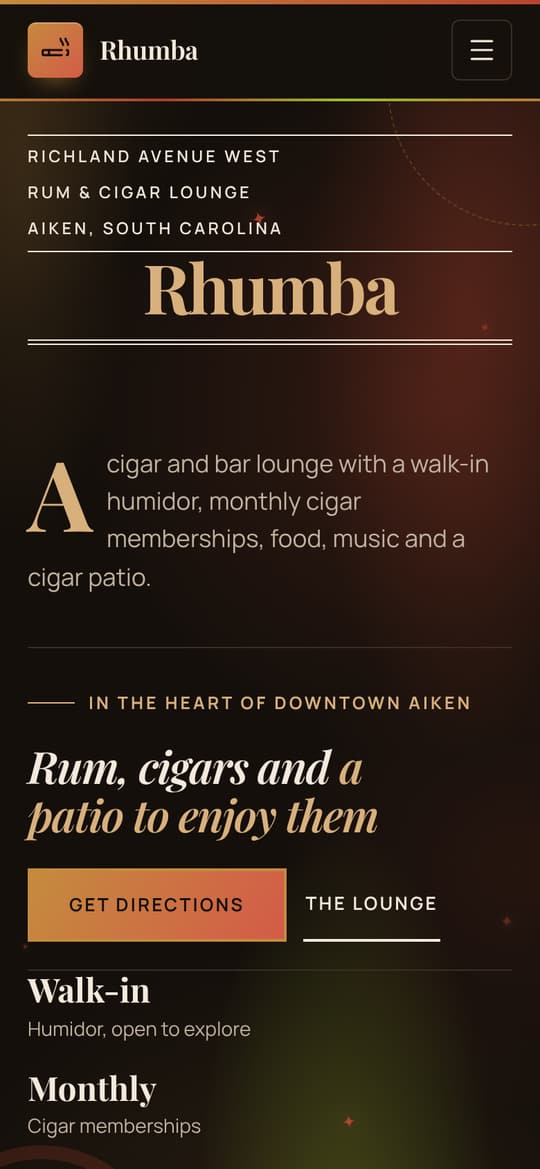 Rhumba
RICHLAND AVENUE WEST
RUM & CIGAR LOUNGE
AIKEN, SOUTH CAROLINA
Rhumba
A cigar and bar lounge with a walk-in
humidor, monthly cigar
memberships, food, music and a
cigar patio.
IN THE HEART OF DOWNTOWN AIKEN
Rum, cigars and a
patio to enjoy them
GET DIRECTIONS
THE LOUNGE
Walk-in
Humidor, open to explore
Monthly
Cigar memberships